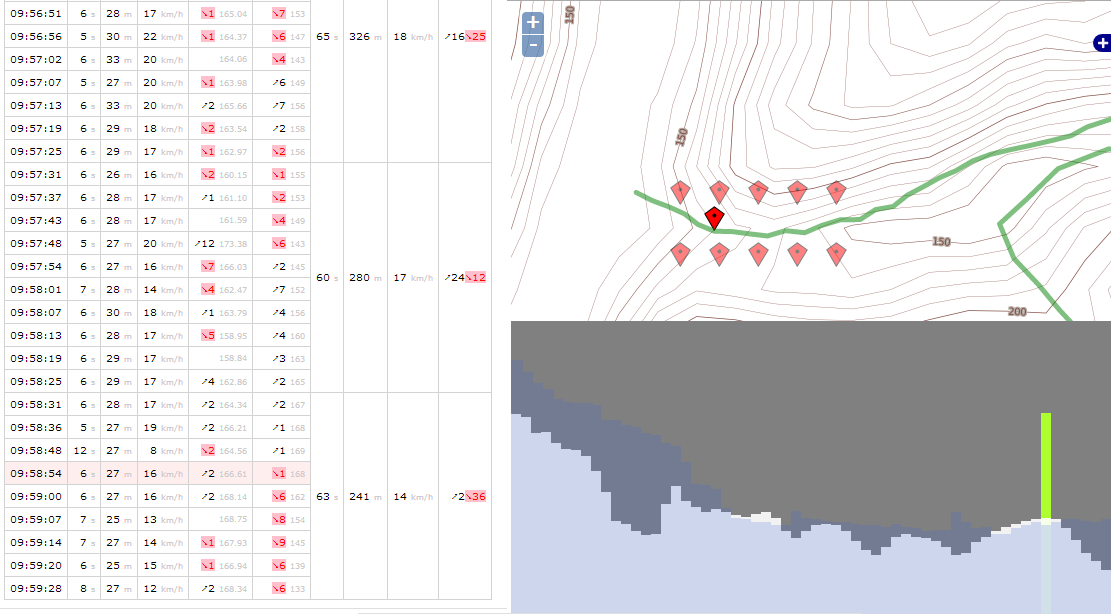 09:56:51 6 s 28 m 17 km/h ↘1 165.04 ↘7 153
09:56:56 5 s 30 m 22 km/h ↘1 164.37 ↘6 147 65 s 326 m 18 km/h ↗16↘25
09:57:02 6 s 33 m 20 km/h 164.06 ↘4 143
09:57:07 5 s 27 m 20 km/h ↘1 163.98 ↗6 149
09:57:13 6 s 33 m 20 km/h ↗2 165.66 ↗7 156
09:57:19 6 s 29 m 18 km/h ↘2 163.54 ↗2 158
09:57:25 6 s 29 m 17 km/h ↘1 162.97 ↘2 156
09:57:31 6 s 26 m 16 km/h ↘2 160.15 ↘1 155
09:57:37 6 s 28 m 17 km/h ↗1 161.10 ↘2 153
09:57:43 6 s 28 m 17 km/h 161.59 ↘4 149
09:57:48 5 s 27 m 20 km/h ↗12 173.38 ↘6 143
09:57:54 6 s 27 m 16 km/h ↘7 166.03 ↗2 145
60 s 280 m 17 km/h ↗24↘12
09:58:01 7 s 28 m 14 km/h ↘4 162.47 ↗7 152
09:58:07 6 s 30 m 18 km/h ↗1 163.79 ↗4 156
09:58:13 6 s 28 m 17 km/h ↘5 158.95 ↗4 160
09:58:19 6 s 29 m 17 km/h 158.84 ↗3 163
09:58:25 6 s 29 m 17 km/h ↗4 162.86 ↗2 165
09:58:31 6 s 28 m 17 km/h ↗2 164.34 ↗2 167
09:58:36 5 s 27 m 19 km/h ↗2 166.21 ↗1 168
09:58:48 12 s 27 m 8 km/h ↘2 164.56 ↗1 169
09:58:54 6 s 27 m 16 km/h ↗2 166.61 ↘1 168
09:59:00 6 s 27 m 16 km/h ↗2 168.14 ↘6 162 63 s 241 m 14 km/h ↗2↘36
09:59:07 7 s 25 m 13 km/h 168.75 ↘8 154
09:59:14 7 s 27 m 14 km/h ↘1 167.93 ↘9 145
09:59:20 6 s 25 m 15 km/h ↘1 166.94 ↘6 139
09:59:28 8 s 27 m 12 km/h ↗2 168.34 ↘6 133
+
-
+
150
150
150
200